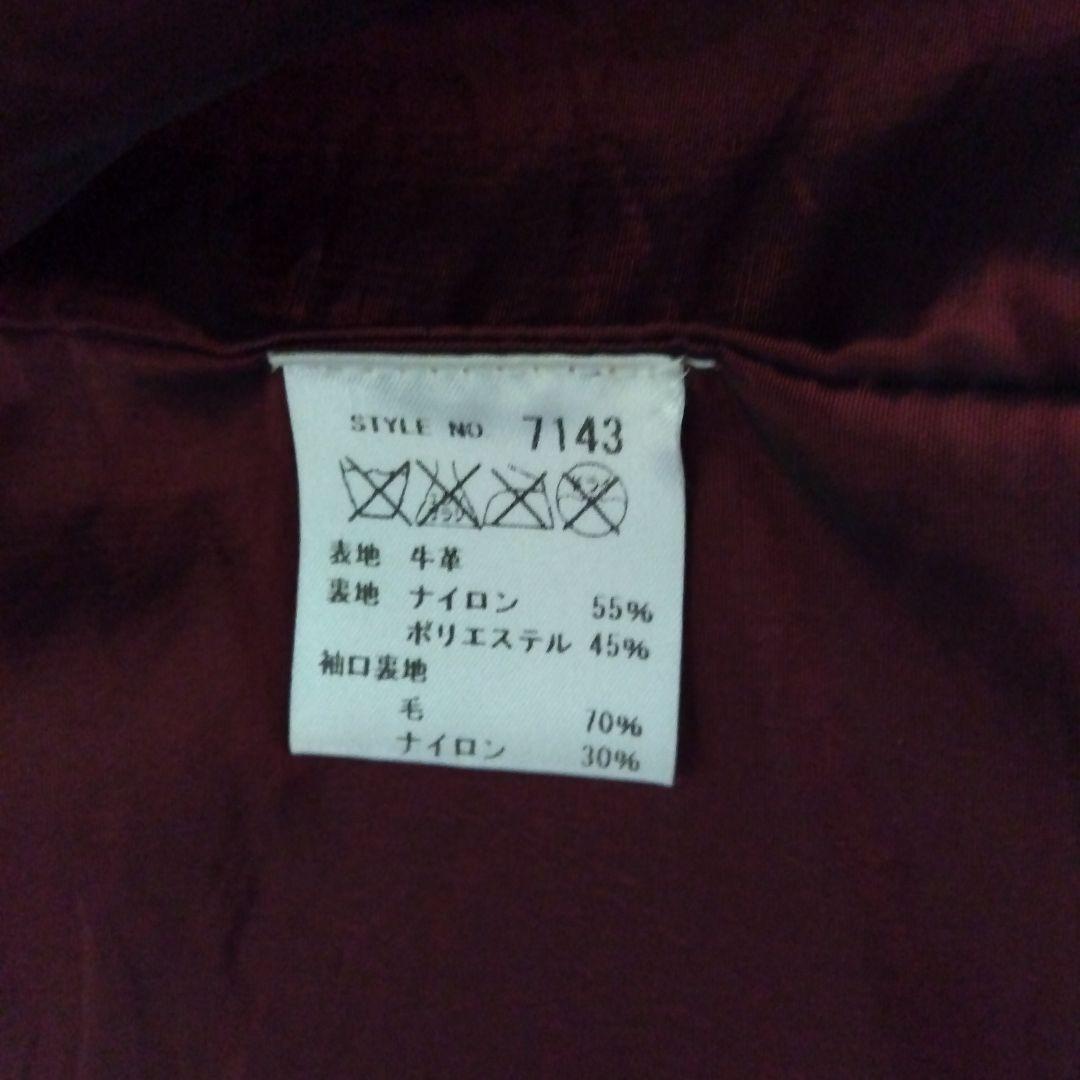 STYLE NO 7143
表地 牛革
裏地 ナイロン 55%
ポリエステル 45%
袖口裏地
毛 70%
ナイロン 30%